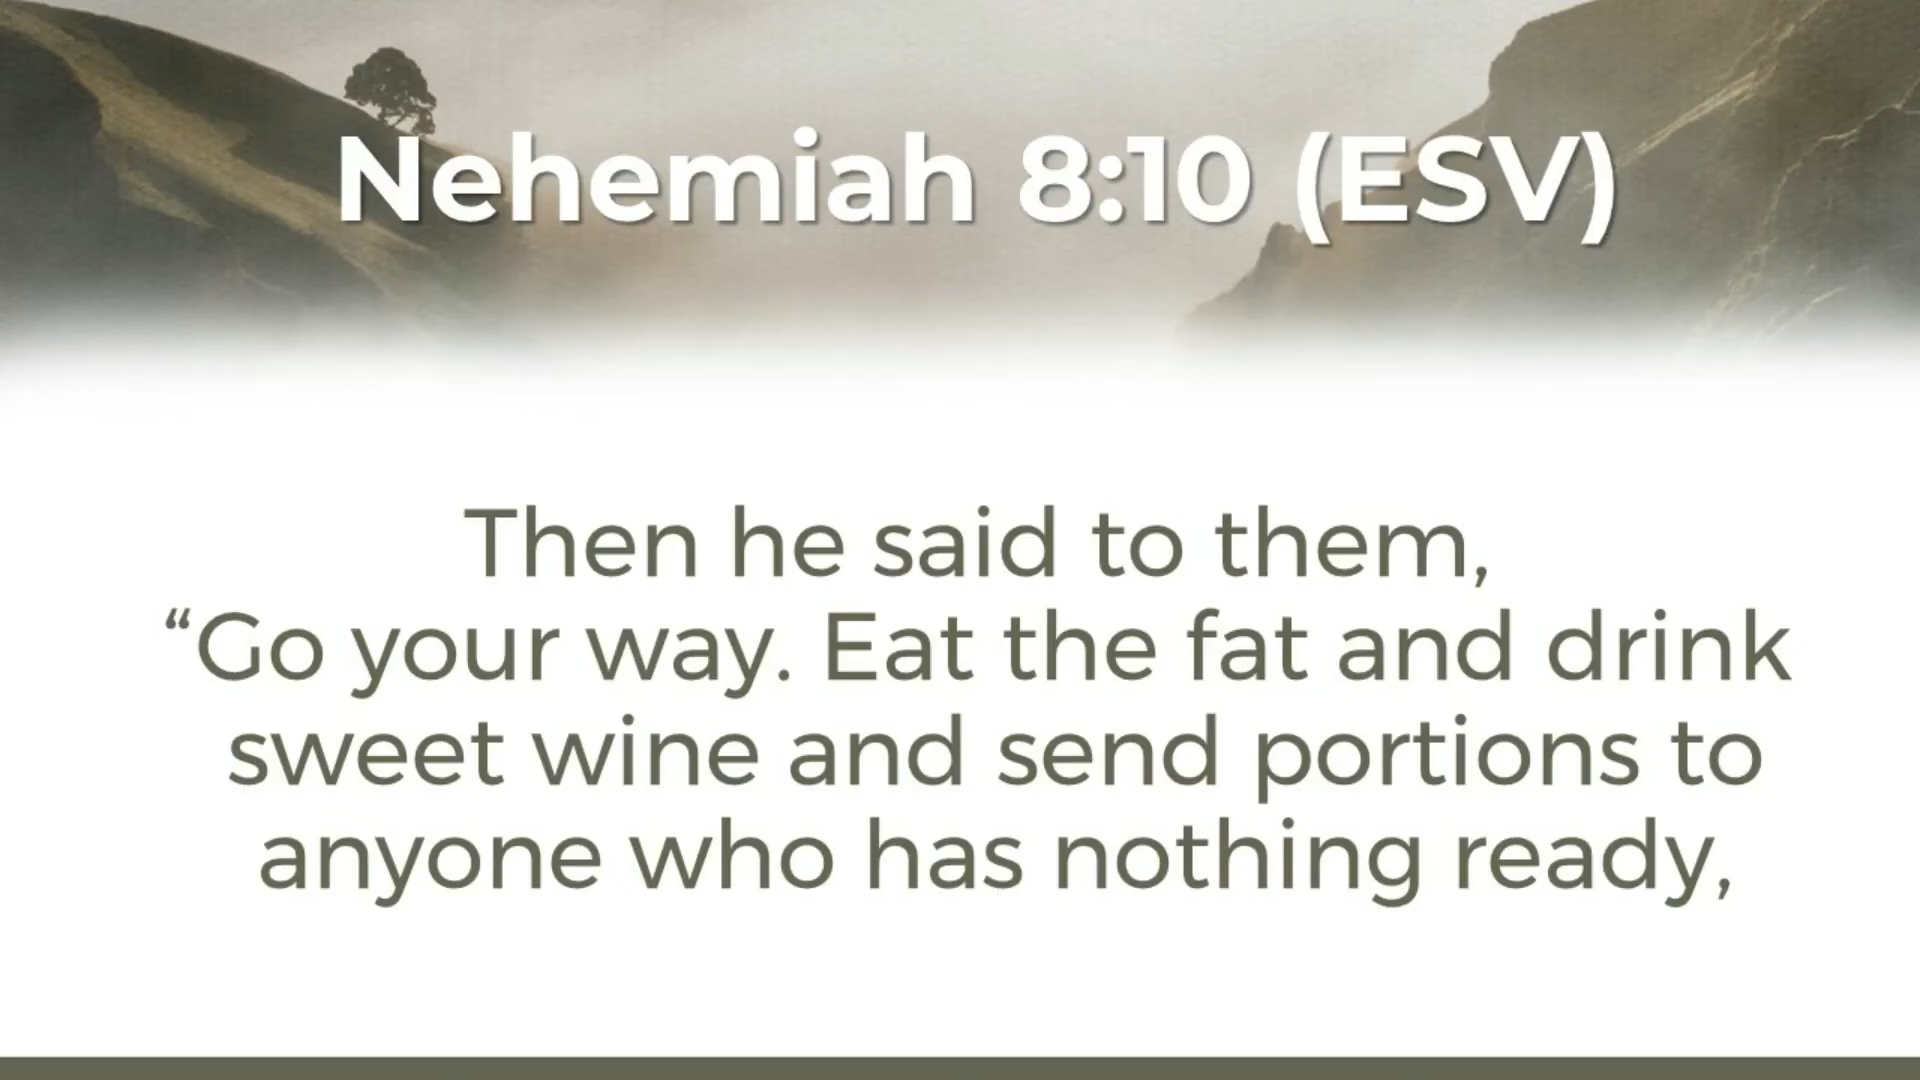 Nehemiah 8:10 (ESV)
Then he said to them,
“Go your way. Eat the fat and drink
sweet wine and send portions to
anyone who has nothing ready,